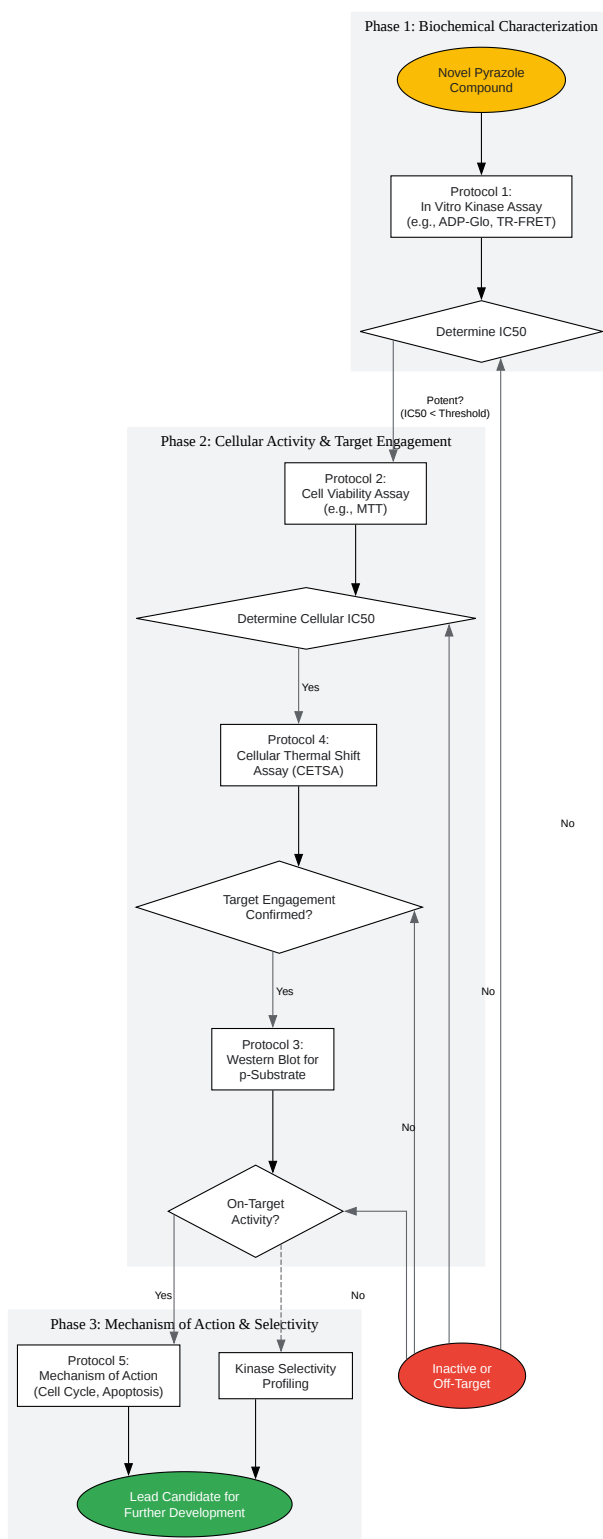 Phase 1: Biochemical Characterization
Novel Pyrazole
Compound
Protocol 1:
In Vitro Kinase Assay
(e.g., ADP-Glo, TR-FRET)
Determine IC50
Potent?
(IC50 < Threshold)
Phase 2: Cellular Activity & Target Engagement
Protocol 2:
Cell Viability Assay
(e.g., MTT)
Determine Cellular IC50
Yes
Protocol 4:
Cellular Thermal Shift
Assay (CETSA)
No
Target Engagement
Confirmed?
Yes
No
Protocol 3:
Western Blot for
p-Substrate
No
On-Target
Activity?
Yes
No
Phase 3: Mechanism of Action & Selectivity
Protocol 5:
Mechanism of Action
(Cell Cycle, Apoptosis)
Kinase Selectivity
Profiling
Inactive or
Off-Target
Lead Candidate for
Further Development